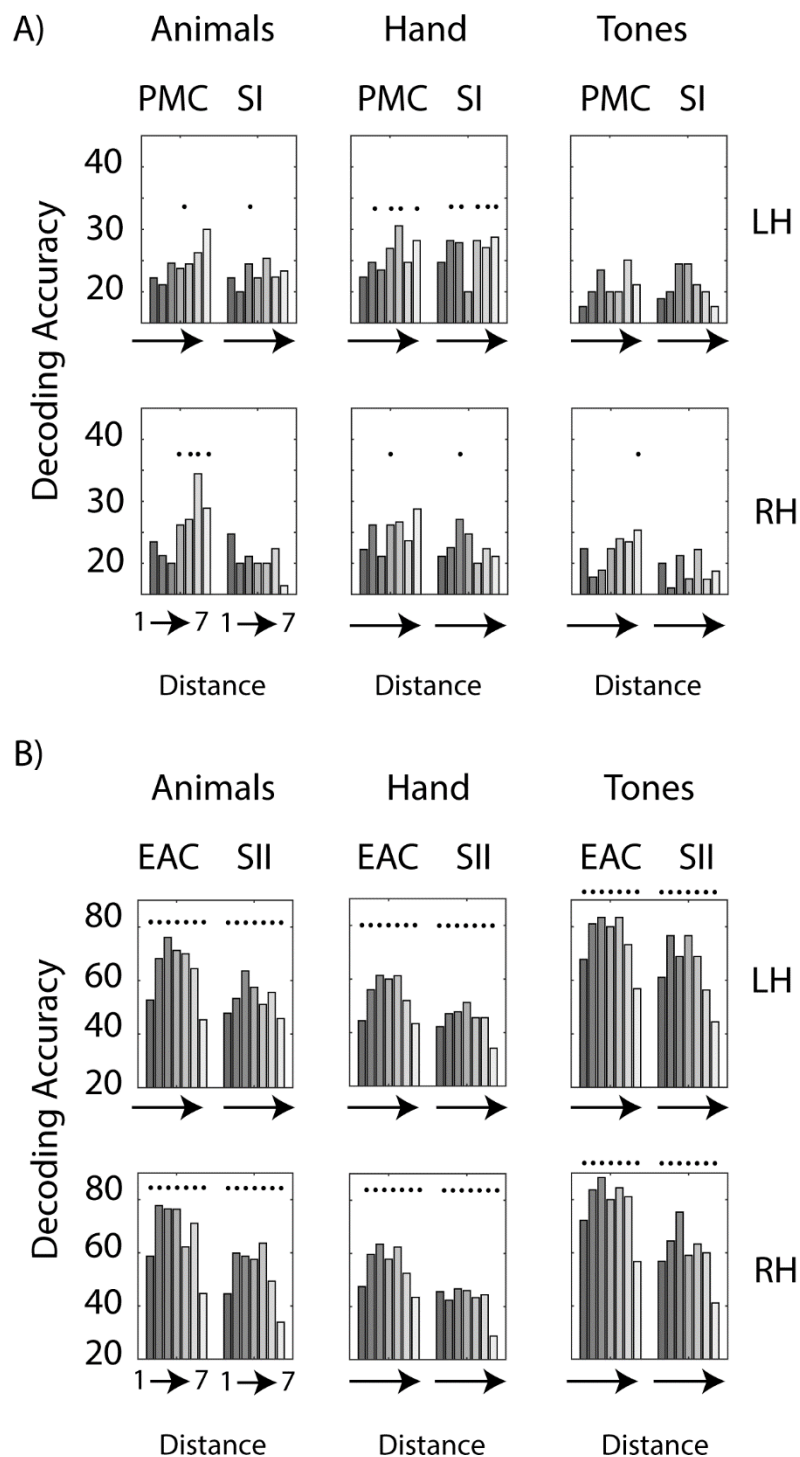 A)
Animals Hand Tones
PMC SI PMC SI PMC SI
40
30
20
LH
40
30
20
RH
Decoding Accuracy
1 7 1 7
Distance Distance Distance
B)
Animals Hand Tones
EAC SII EAC SII EAC SII
80
60
40
20
LH
80
60
40
20
RH
Decoding Accuracy
1 7 1 7
Distance Distance Distance